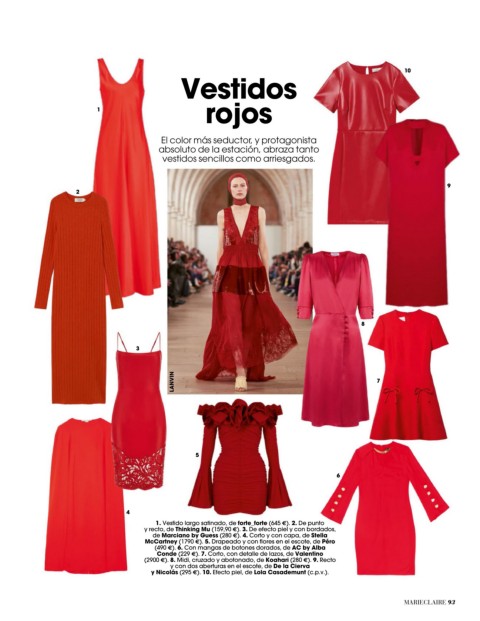 Vestidos
rojos
El color más seductor, y protagonista
absoluto de la estación, abraza tanto
vestidos sencillos como arriesgados.
1
2
3
4
5
6
7
8
9
10
LANVIN
1. Vestido largo satinado, de forte_forte (645 €). 2. De punto
y recto, de Thinking Mu (159,90 €). 3. De efecto piel y con bordados,
de Marciano by Guess (280 €). 4. Corto y con capa, de Stella
McCartney (1790 €). 5. Drapeado y con flores en el escote, de Përo
(490 €). 6. Con mangas de botones dorados, de AC by Alba
Conde (229 €). 7. Corto, con detalle de lazos, de Valentino
(2900 €). 8. Midi, cruzado y abotonado, de Koahari (280 €). 9. Recto
y con dos aberturas en el escote, de De la Cierva
y Nicolás (295 €). 10. Efecto piel, de Lola Casademunt (c.p.v.).
MARIECLAIRE 93